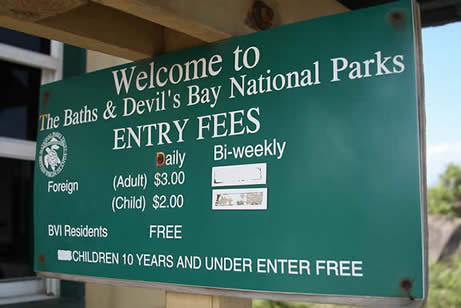 Welcome to
The Baths & Devil's Bay National Parks
ENTRY FEES
Daily Bi-weekly
Foreign (Adult) $3.00
(Child) $2.00
BVI Residents FREE
CHILDREN 10 YEARS AND UNDER ENTER FREE